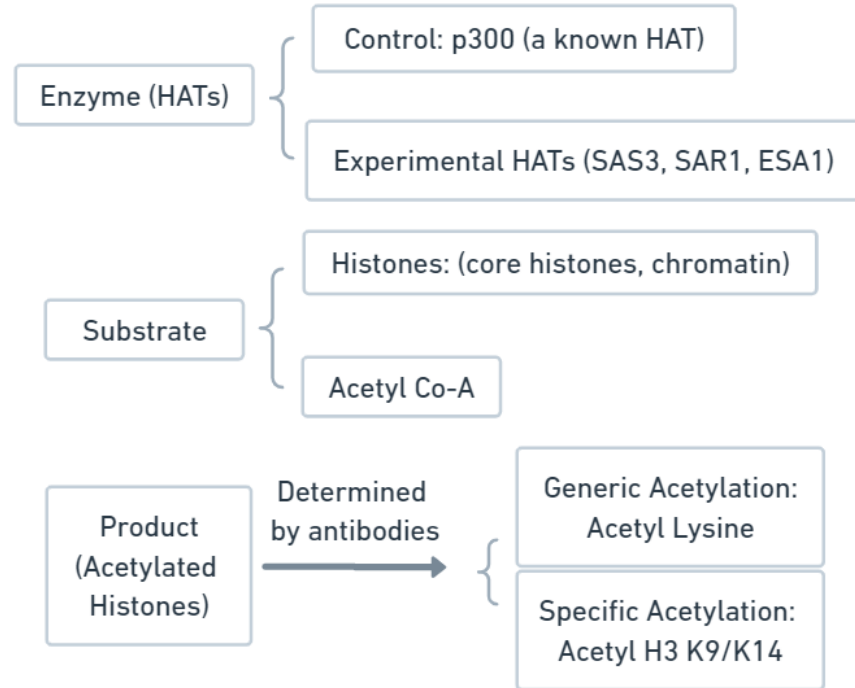 Control: p300 (a known HAT)
Enzyme (HATs)
Experimental HATs (SAS3, SAR1, ESA1)
Histones: (core histones, chromatin)
Substrate
Acetyl Co-A
Product
(Acetylated
Histones)
Determined
by antibodies
Generic Acetylation:
Acetyl Lysine
Specific Acetylation:
Acetyl H3 K9/K14